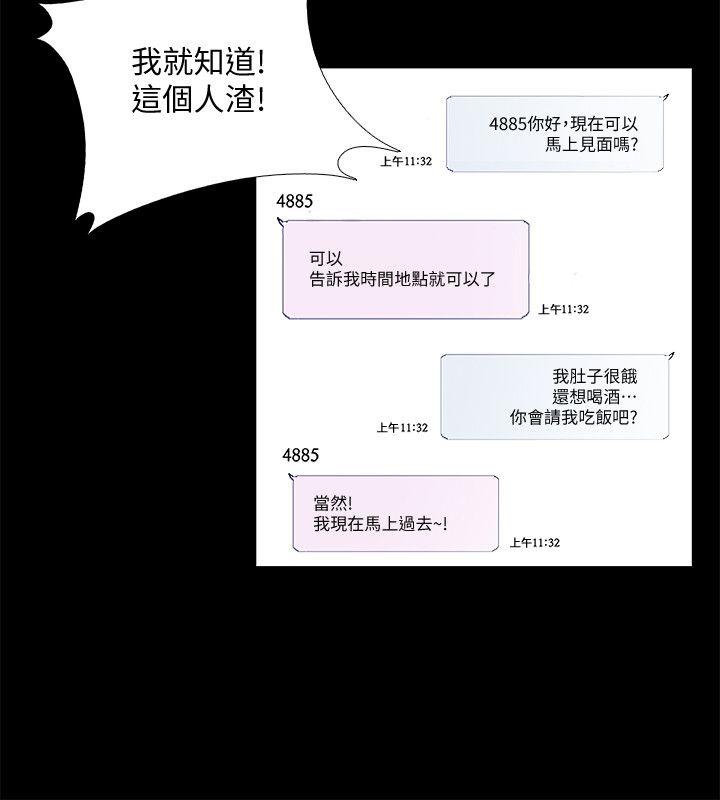 我就知道!
這個人渣!
4885你好,現在可以
馬上見面嗎?
上午11:32
4885
可以
告訴我時間地點就可以了
上午11:32
我肚子很餓
還想喝酒…
你會請我吃飯吧?
上午11:32
4885
當然!
我現在馬上過去~!
上午11:32